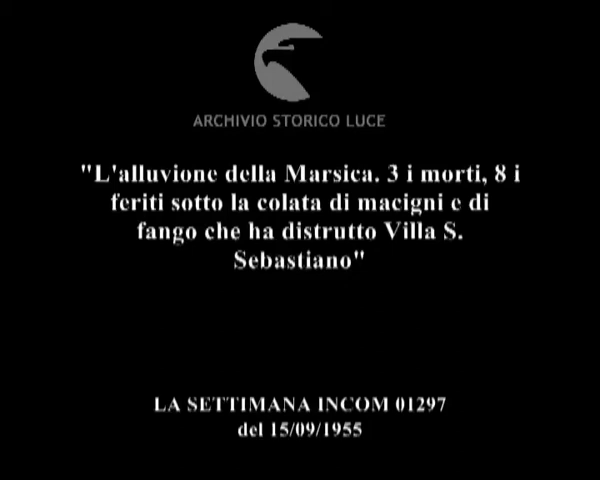 ARCHIVIO STORICO LUCE
"L'alluvione della Marsica. 3 i morti, 8 i
feriti sotto la colata di macigni e di
fango che ha distrutto Villa S.
Sebastiano"
LA SETTIMANA INCOM 01297
del 15/09/1955